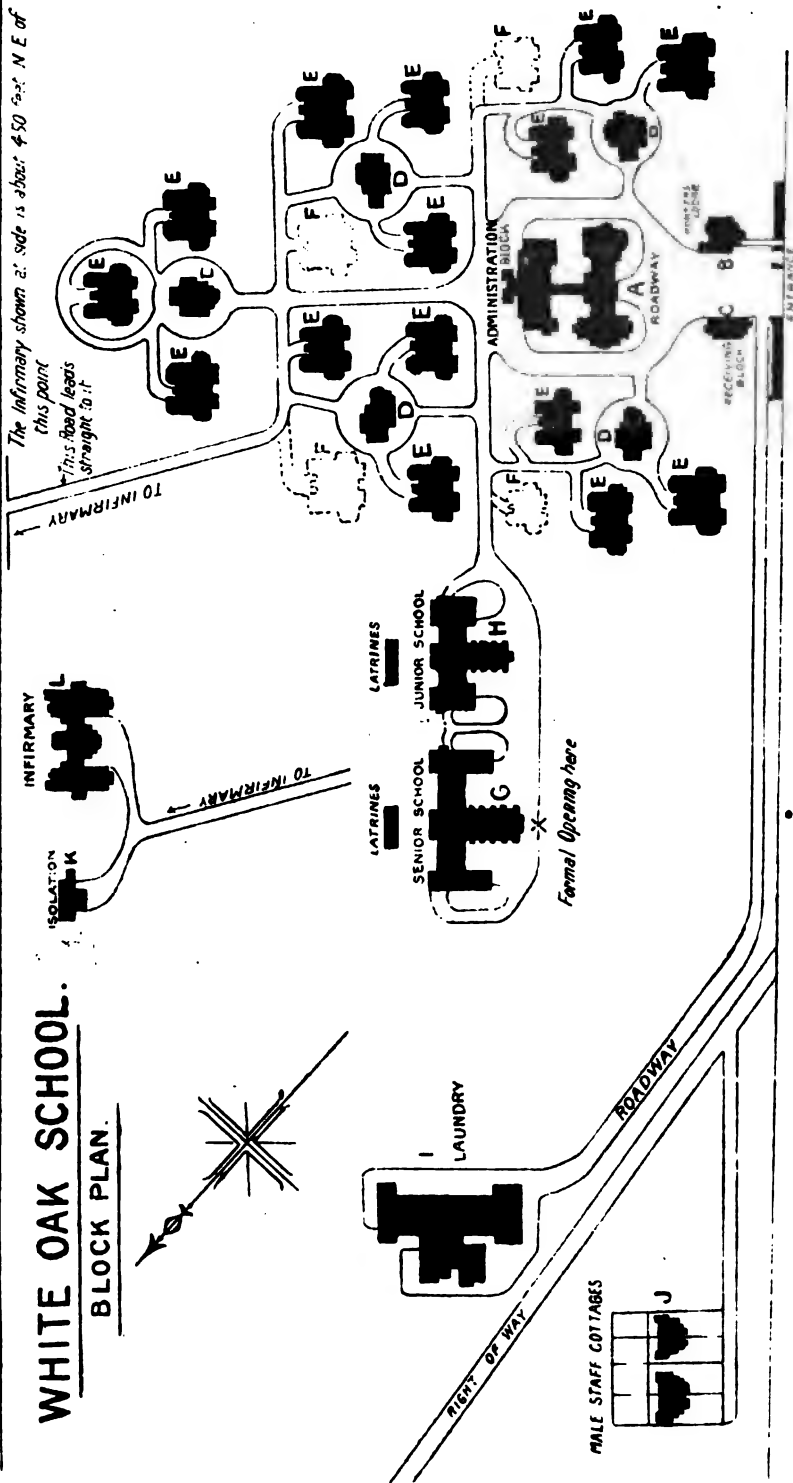 WHITE OAK SCHOOL.
BLOCK PLAN.
The Infirmary shown at side is about 450 feet N E of
this point
This Road leads
straight to it
TO INFIRMARY
INFIRMARY
L
ISOLATION
K
TO INFIRMARY
E
E
E
E
E
E
E
F
D
E
E
F
D
E
E
F
E
E
E
D
F
E
E
E
D
ADMINISTRATION
BLOCK
A
ROADWAY
PORTERS
LODGE
B
C
RECEIVING
BLOCK
ENTRANCE
LATRINES
JUNIOR SCHOOL
H
LATRINES
SENIOR SCHOOL
G
X
Formal Opening here
I
LAUNDRY
ROADWAY
RIGHT OF WAY
MALE STAFF COTTAGES
J